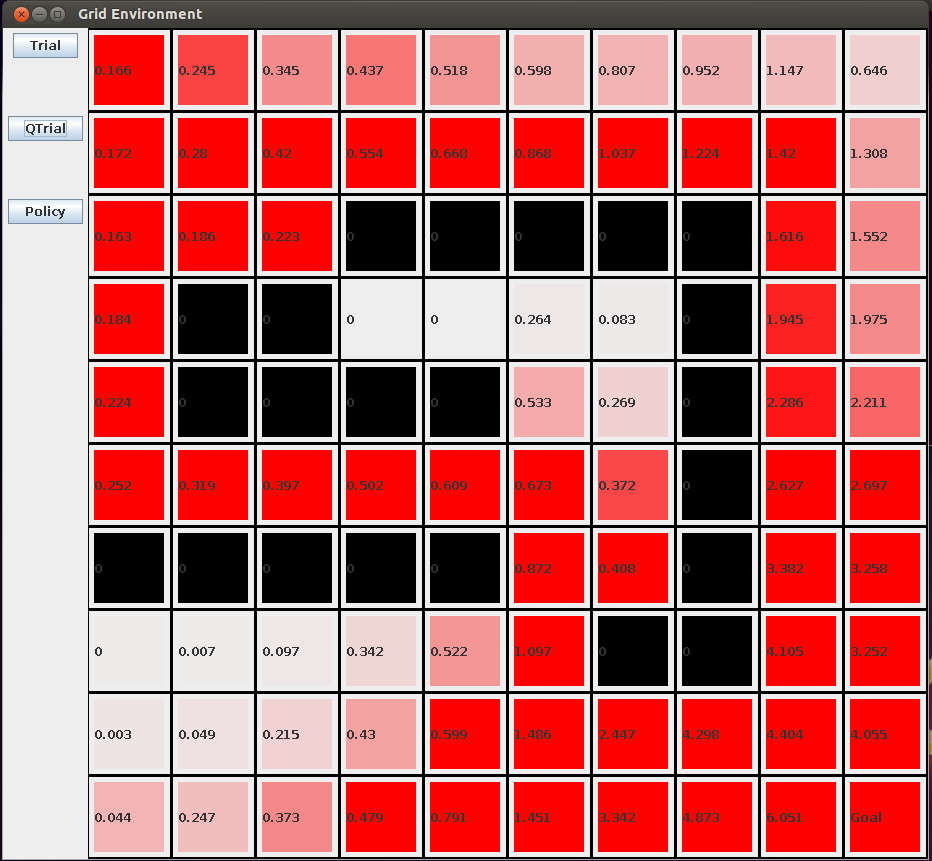 Grid Environment
Trial
0.166 0.245 0.345 0.437 0.518 0.598 0.807 0.952 1.147 0.646
QTrial
0.172 0.28 0.42 0.554 0.668 0.868 1.037 1.224 1.42 1.308
Policy
0.163 0.186 0.223 0 0 0 0 0 1.616 1.552
0.184 0 0 0 0 0.264 0.083 0 1.945 1.975
0.224 0 0 0 0 0.533 0.269 0 2.286 2.211
0.252 0.319 0.397 0.502 0.609 0.673 0.372 0 2.627 2.697
0 0 0 0 0 0.872 0.408 0 3.382 3.258
0 0.007 0.097 0.342 0.522 1.097 0 0 4.105 3.252
0.003 0.049 0.215 0.43 0.599 1.486 2.447 4.298 4.404 4.055
0.044 0.247 0.373 0.479 0.791 1.451 3.342 4.873 6.051 Goal